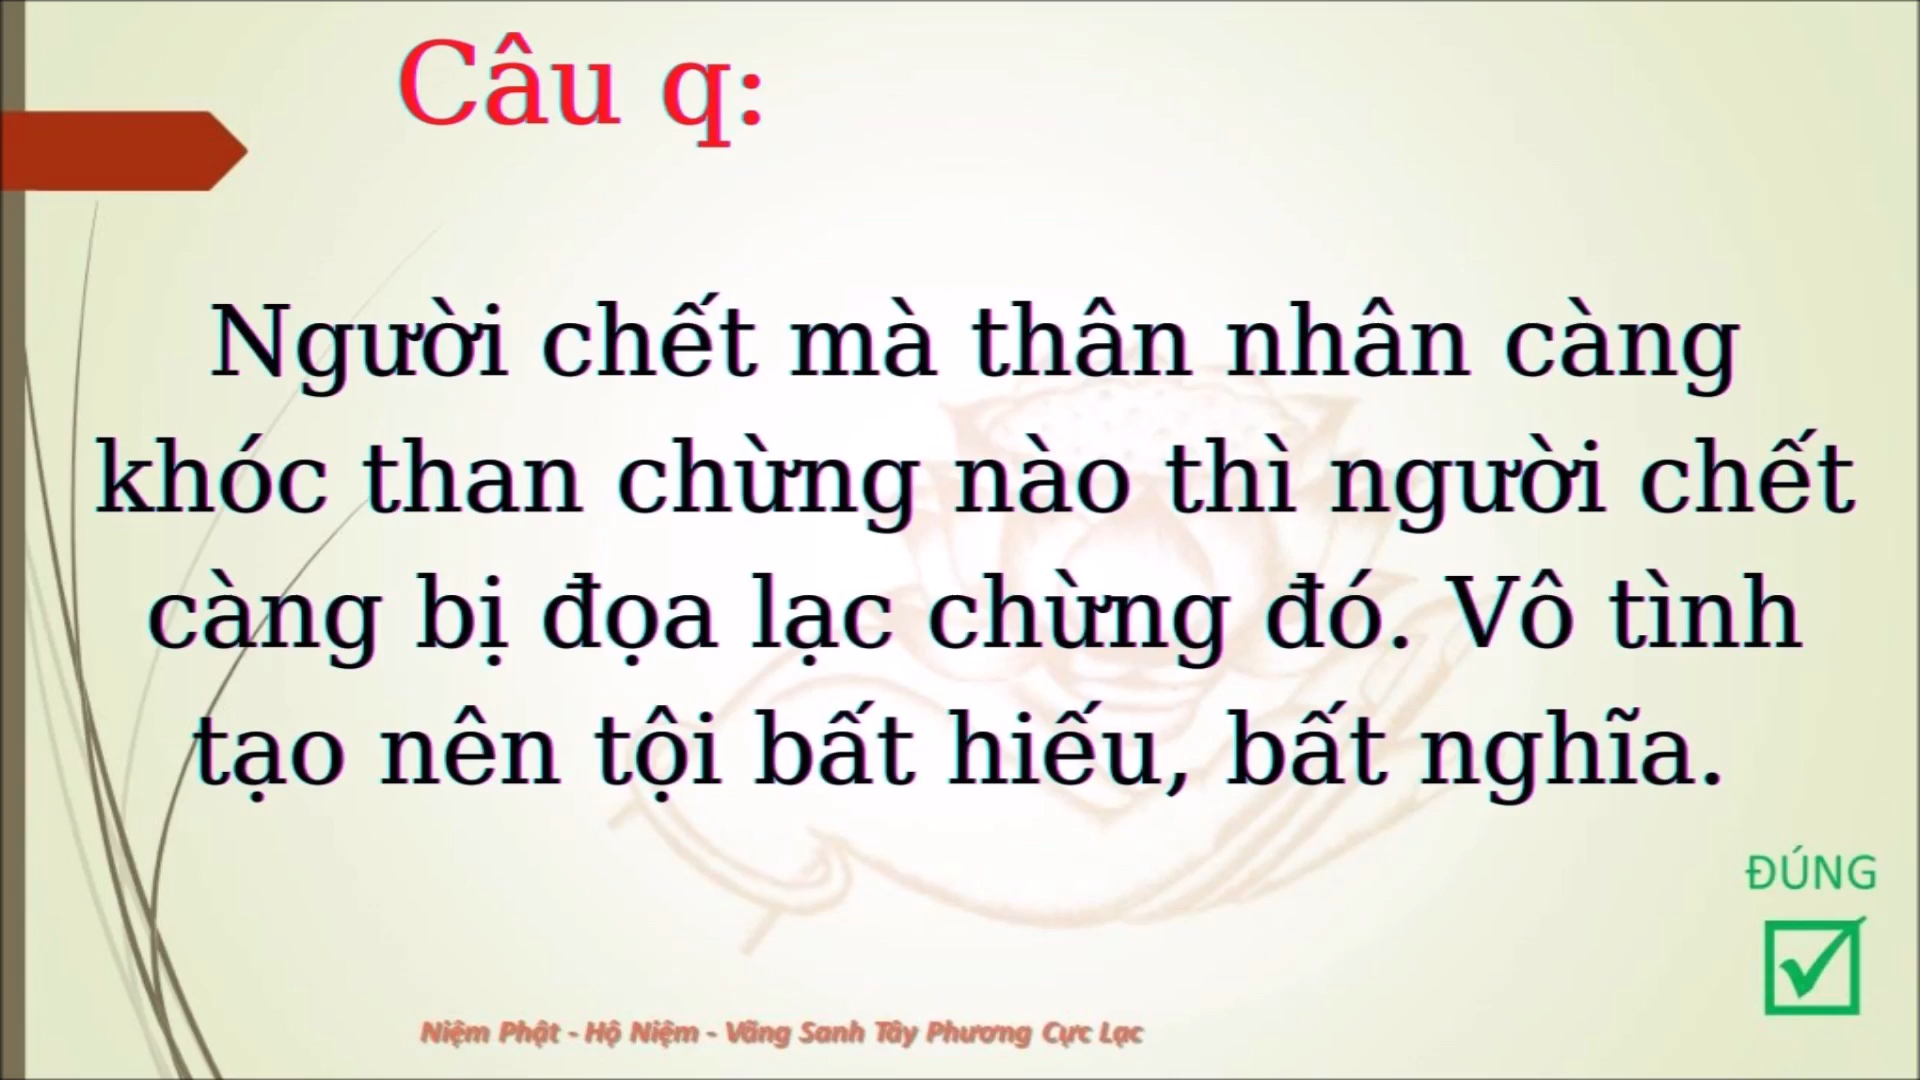 Câu q:
Người chết mà thân nhân càng
khóc than chừng nào thì người chết
càng bị đọa lạc chừng đó. Vô tình
tạo nên tội bất hiếu, bất nghĩa.
ĐÚNG
Niệm Phật - Hộ Niệm - Vãng Sanh Tây Phương Cực Lạc